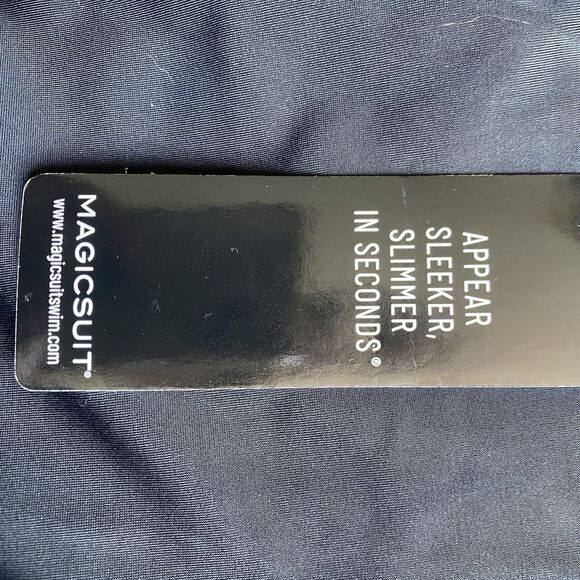 APPEAR
SLEEKER,
SLIMMER
IN SECONDS®
MAGICSUIT®
www.magicsuitswim.com